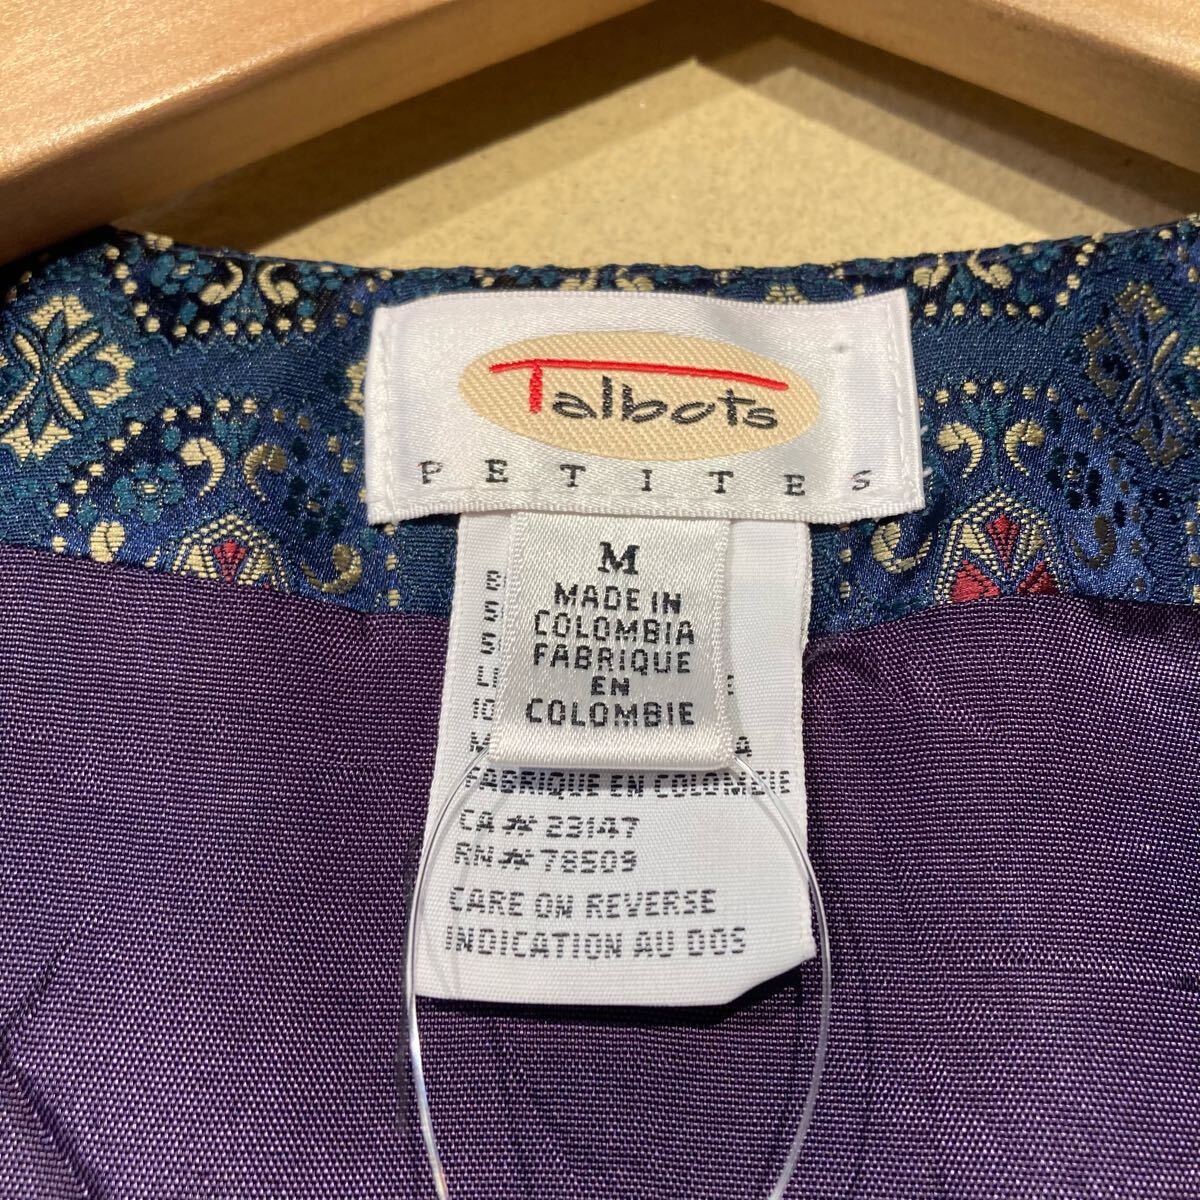 Talbots
PETITES
M
MADE IN
COLOMBIA
FABRIQUE
EN
COLOMBIE
10
FABRIQUE EN COLOMBIE
CA# 23147
RN# 78509
CARE ON REVERSE
INDICATION AU DOS